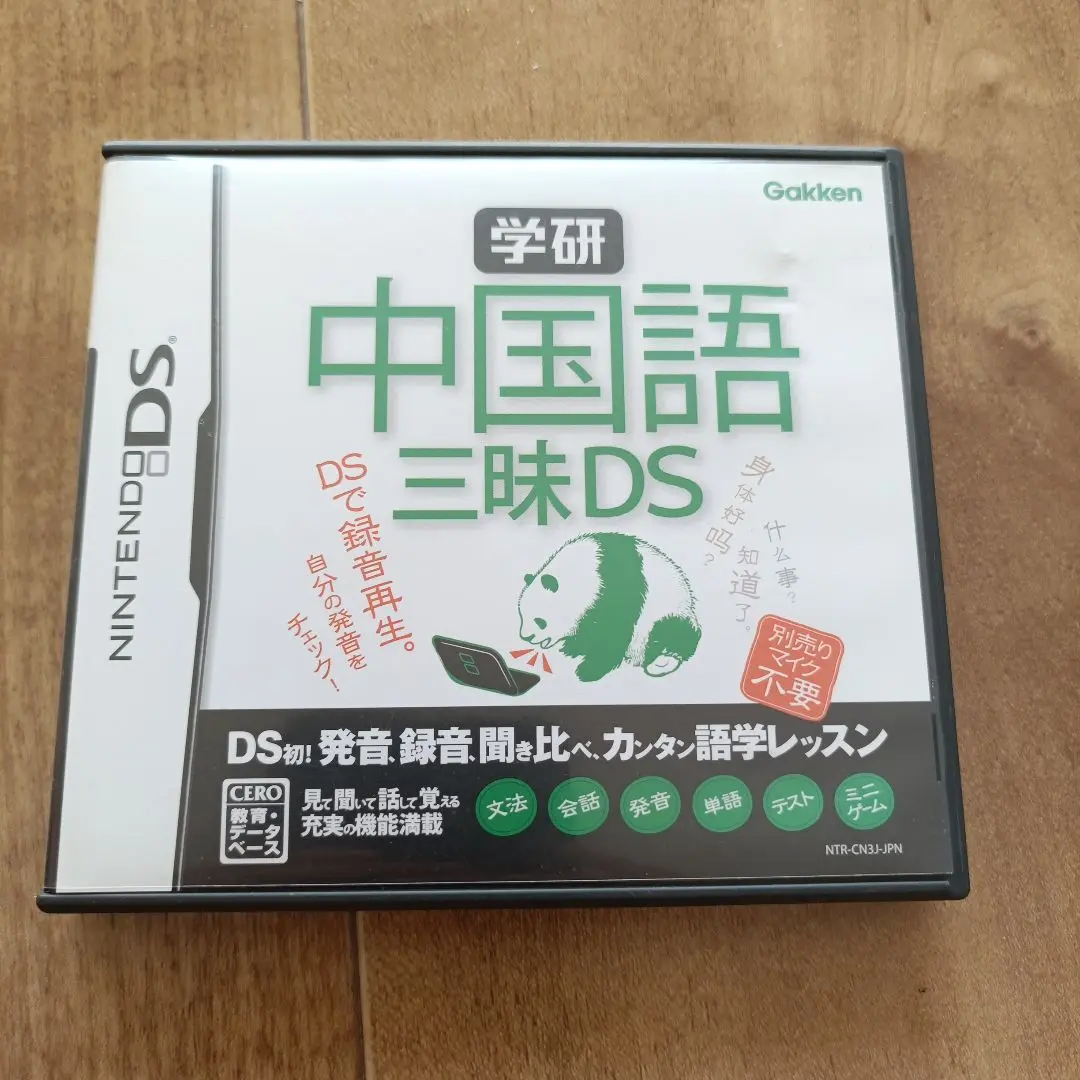 NINTENDO DS®
Gakken
学研
中国語
三昧DS
DSで録音再生。
自分の発音を
チェック！
身体好吗？
知道了。
什么事？
別売り
マイク
不要
DS初！発音、録音、聞き比べ、カンタン語学レッスン
CERO
教育・
データ
ベース
見て聞いて話して覚える
充実の機能満載
文法
会話
発音
単語
テスト
ミニ
ゲーム
NTR-CN3J-JPN